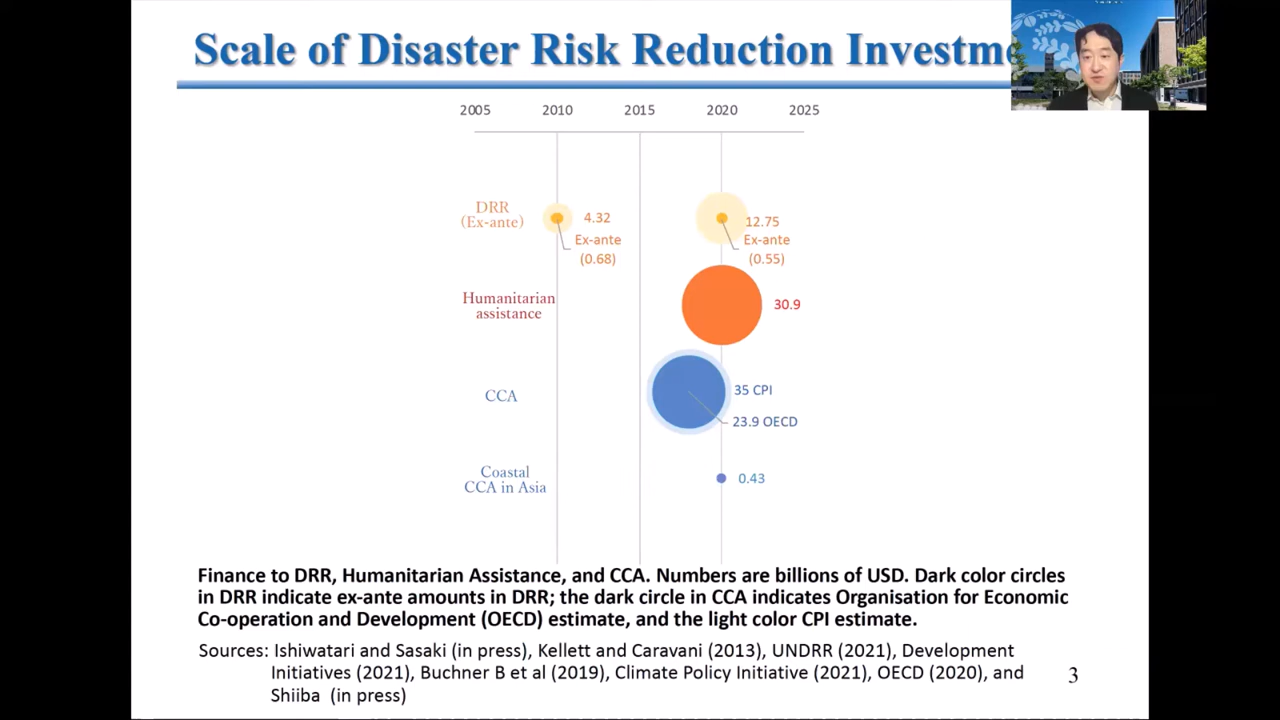 Scale of Disaster Risk Reduction Investme
2005 2010 2015 2020 2025
DRR
(Ex-ante)
4.32
Ex-ante
(0.68)
12.75
Ex-ante
(0.55)
Humanitarian
assistance
30.9
CCA
35 CPI
23.9 OECD
Coastal
CCA in Asia
0.43
Finance to DRR, Humanitarian Assistance, and CCA. Numbers are billions of USD. Dark color circles
in DRR indicate ex-ante amounts in DRR; the dark circle in CCA indicates Organisation for Economic
Co-operation and Development (OECD) estimate, and the light color CPI estimate.
Sources: Ishiwatari and Sasaki (in press), Kellett and Caravani (2013), UNDRR (2021), Development
Initiatives (2021), Buchner B et al (2019), Climate Policy Initiative (2021), OECD (2020), and
Shiiba (in press)
3